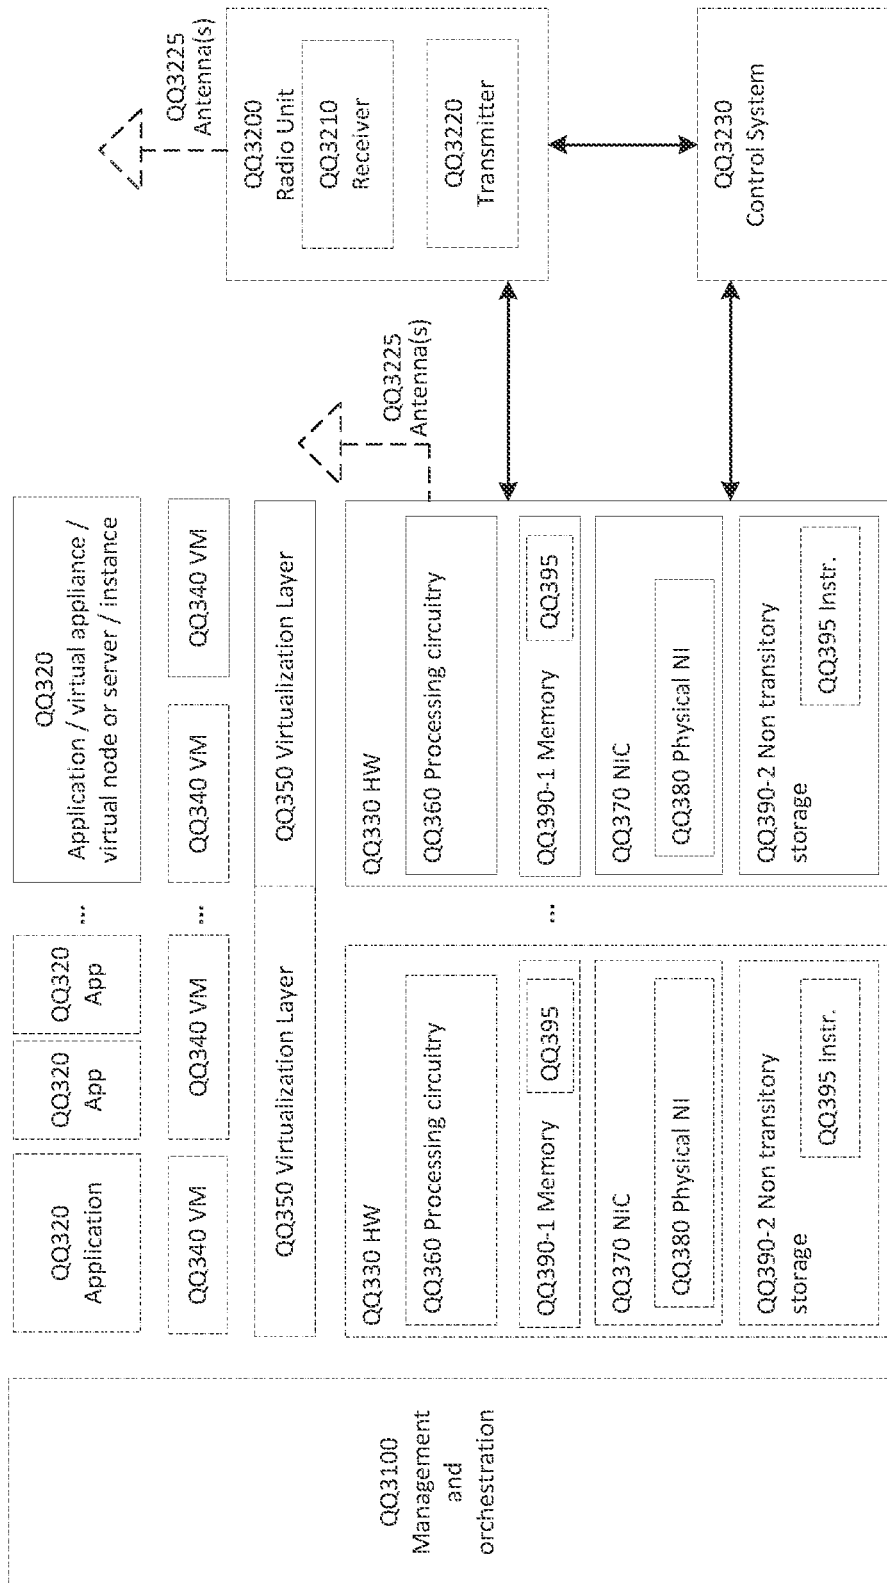 QQ3100
Management
and
orchestration
QQ320
Application
QQ320
App
QQ320
App
...
QQ320
Application / virtual appliance /
virtual node or server / instance
QQ340 VM
QQ340 VM
...
QQ340 VM
QQ340 VM
QQ350 Virtualization Layer
QQ350 Virtualization Layer
QQ330 HW
QQ360 Processing circuitry
QQ390-1 Memory
QQ395
QQ370 NIC
QQ380 Physical NI
QQ390-2 Non transitory
storage
QQ395 Instr.
...
QQ330 HW
QQ360 Processing circuitry
QQ390-1 Memory
QQ395
QQ370 NIC
QQ380 Physical NI
QQ390-2 Non transitory
storage
QQ395 Instr.
QQ3225
Antenna(s)
QQ3225
Antenna(s)
QQ3200
Radio Unit
QQ3210
Receiver
QQ3220
Transmitter
QQ3230
Control System